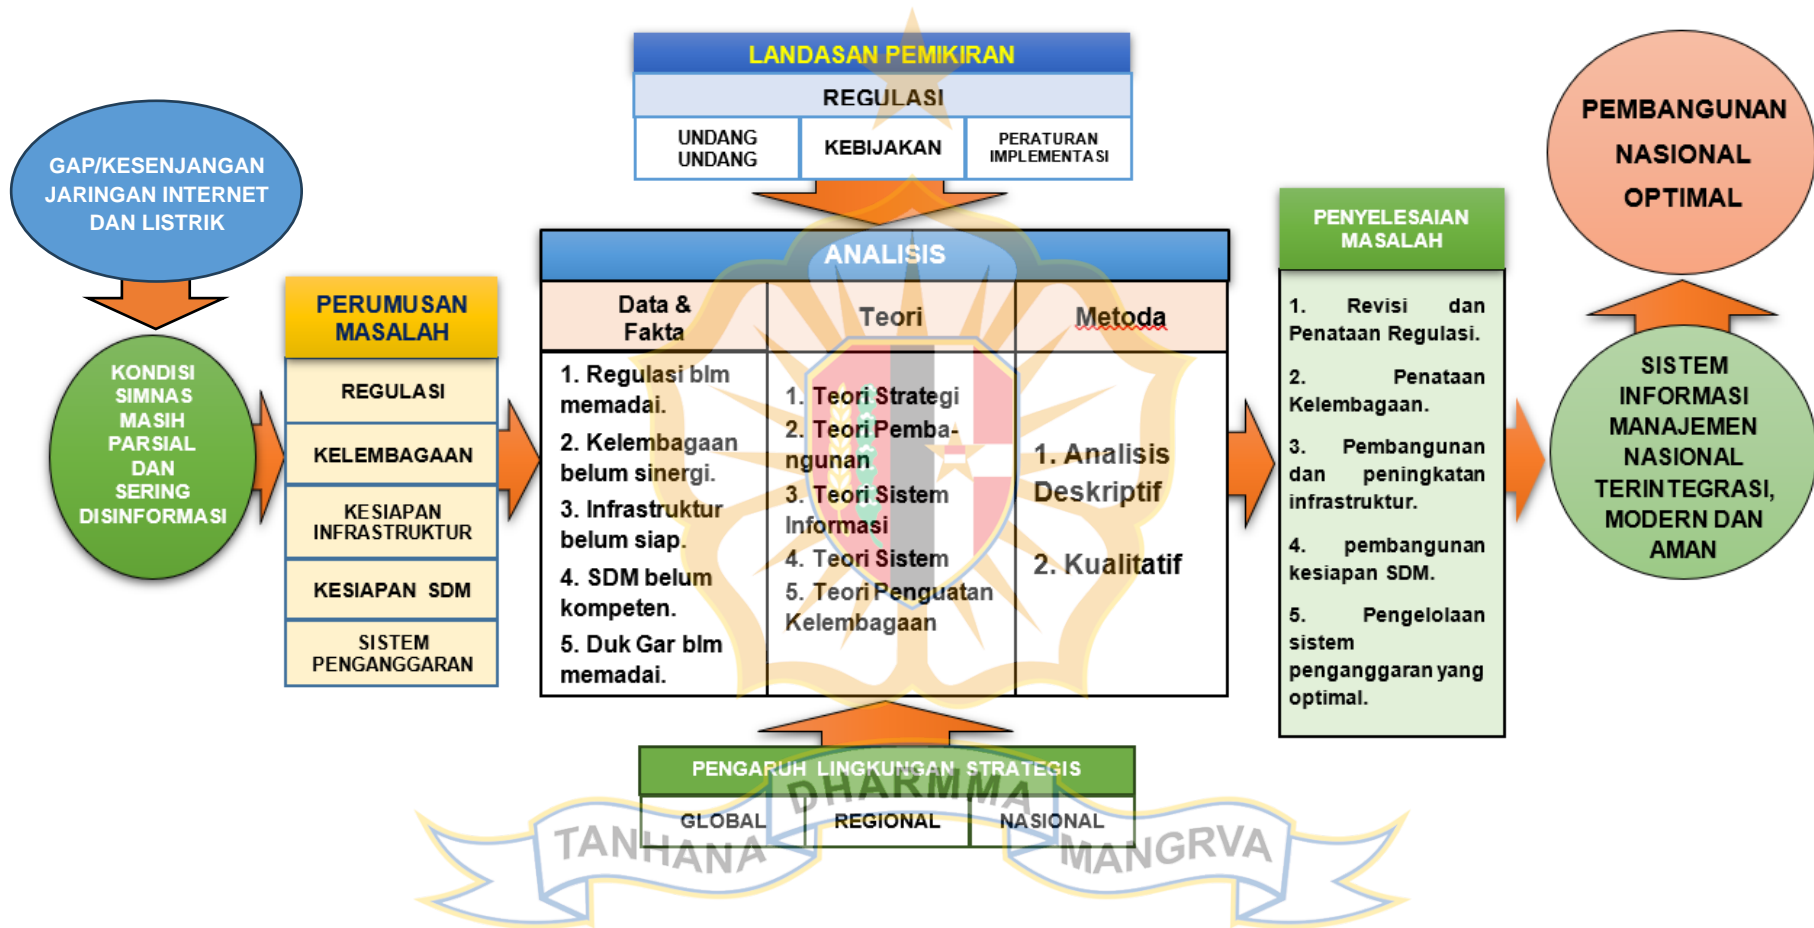 LANDASAN PEMIKIRAN
REGULASI
UNDANG
UNDANG
KEBIJAKAN
PERATURAN
IMPLEMENTASI
GAP/KESENJANGAN
JARINGAN INTERNET
DAN LISTRIK
KONDISI
SIMNAS
MASIH
PARSIAL
DAN
SERING
DISINFORMASI
PERUMUSAN
MASALAH
REGULASI
KELEMBAGAAN
KESIAPAN
INFRASTRUKTUR
KESIAPAN SDM
SISTEM
PENGANGGARAN
ANALISIS
Data &
Fakta
1. Regulasi blm
memadai.
2. Kelembagaan
belum sinergi.
3. Infrastruktur
belum siap.
4. SDM belum
kompeten.
5. Duk Gar blm
memadai.
Teori
1. Teori Strategi
2. Teori Pemba-
ngunan
3. Teori Sistem
Informasi
4. Teori Sistem
5. Teori Penguatan
Kelembagaan
Metoda
1. Analisis
Deskriptif
2. Kualitatif
PENGARUH LINGKUNGAN STRATEGIS
GLOBAL
REGIONAL
NASIONAL
PENYELESAIAN
MASALAH
1. Revisi dan
Penataan Regulasi.
2. Penataan
Kelembagaan.
3. Pembangunan
dan peningkatan
infrastruktur.
4. pembangunan
kesiapan SDM.
5. Pengelolaan
sistem
penganggaran yang
optimal.
PEMBANGUNAN
NASIONAL
OPTIMAL
SISTEM
INFORMASI
MANAJEMEN
NASIONAL
TERINTEGRASI,
MODERN DAN
AMAN
TANHANA DHARMMA MANGRVA